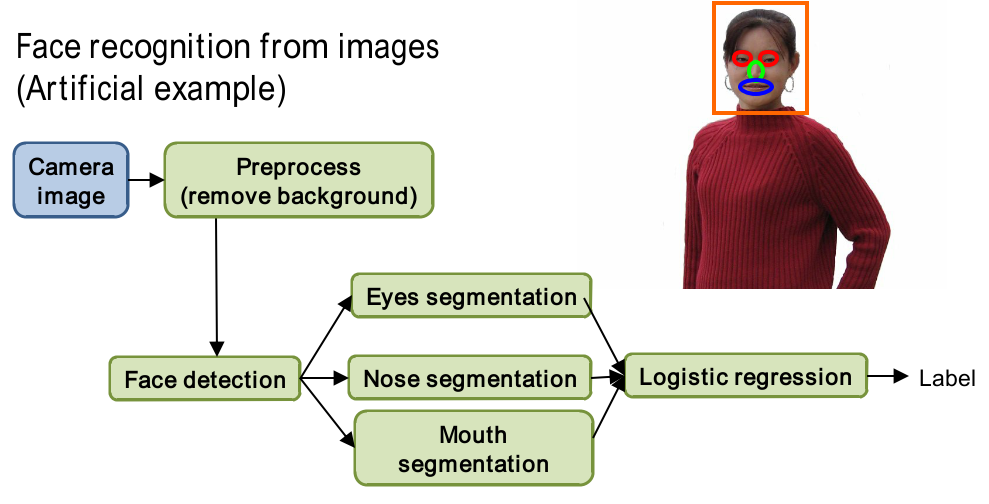 Face recognition from images
(Artificial example)
Camera
image
Preprocess
(remove background)
Eyes segmentation
Face detection
Nose segmentation
Logistic regression
Label
Mouth
segmentation